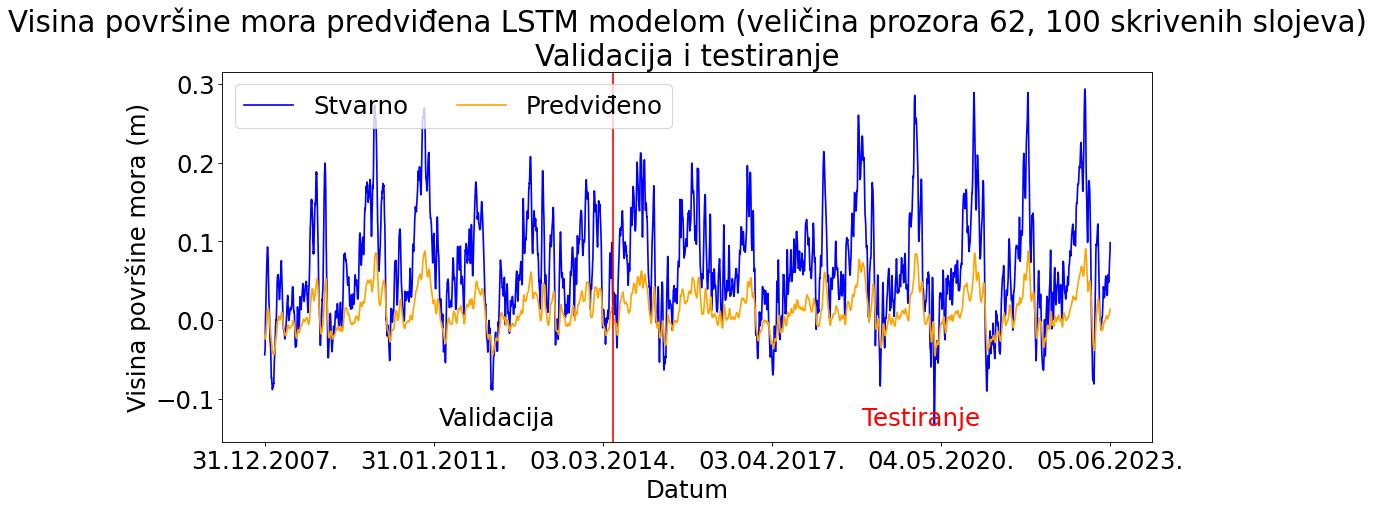 Visina površine mora predviđena LSTM modelom (veličina prozora 62, 100 skrivenih slojeva)
Validacija i testiranje
Stvarno
Predviđeno
Visina površine mora (m)
0.3
0.2
0.1
0.0
−0.1
Validacija
Testiranje
31.12.2007.
31.01.2011.
03.03.2014.
03.04.2017.
04.05.2020.
05.06.2023.
Datum